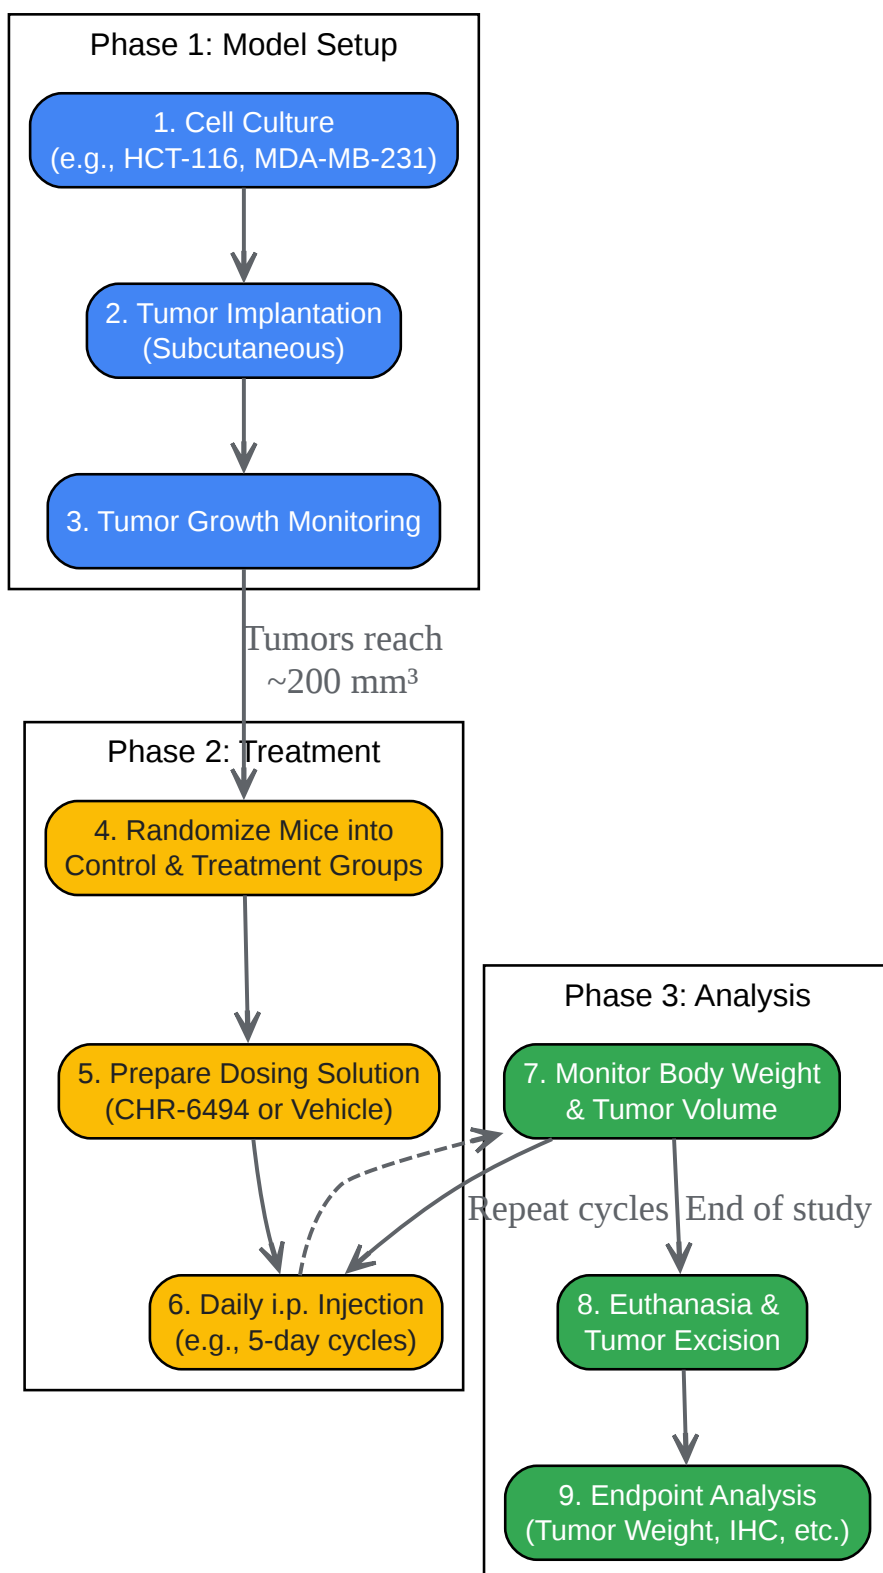 Phase 1: Model Setup
1. Cell Culture
(e.g., HCT-116, MDA-MB-231)
2. Tumor Implantation
(Subcutaneous)
3. Tumor Growth Monitoring
Tumors reach
~200 mm³
Phase 2: Treatment
4. Randomize Mice into
Control & Treatment Groups
5. Prepare Dosing Solution
(CHR-6494 or Vehicle)
6. Daily i.p. Injection
(e.g., 5-day cycles)
Phase 3: Analysis
7. Monitor Body Weight
& Tumor Volume
Repeat cycles
End of study
8. Euthanasia &
Tumor Excision
9. Endpoint Analysis
(Tumor Weight, IHC, etc.)